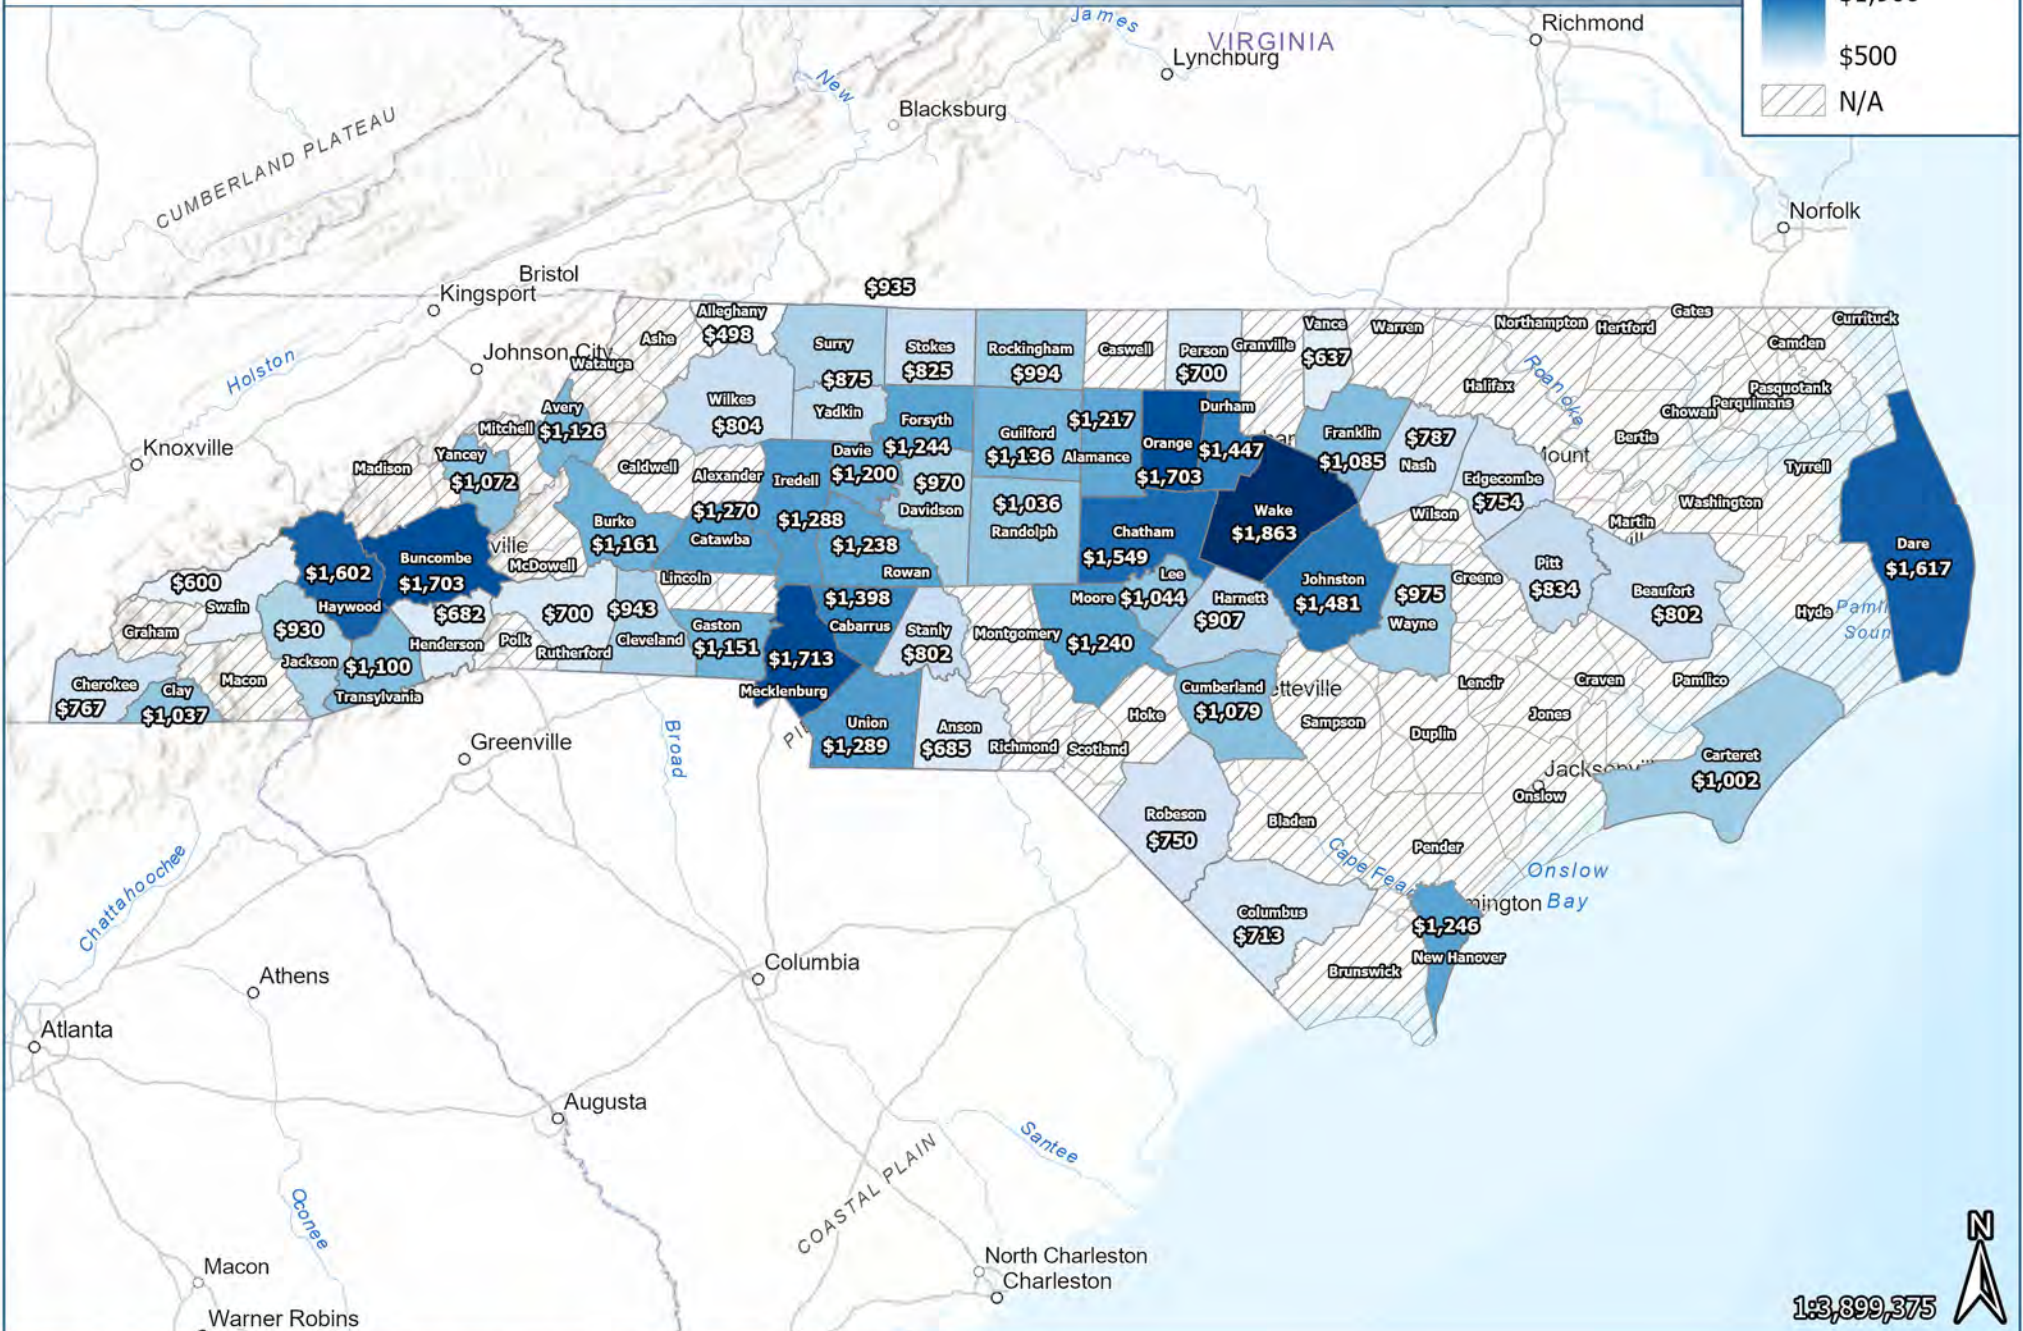 $500
N/A
James
VIRGINIA
Richmond
Lynchburg
New
Blacksburg
CUMBERLAND PLATEAU
Norfolk
Bristol
Kingsport
$935
Johnson City
Holston
Knoxville
Alleghany
$498
Ashe
Watauga
Surry
$875
Stokes
$825
Rockingham
$994
Caswell
Person
$700
Granville
Vance
$637
Warren
Northampton
Hertford
Gates
Currituck
Camden
Pasquotank
Perquimans
Chowan
Halifax
Roanoke
Bertie
Avery
$1,126
Mitchell
Yancey
$1,072
Madison
Wilkes
$804
Yadkin
Caldwell
Alexander
$1,270
Catawba
Iredell
$1,288
Davie
$1,200
Forsyth
$1,244
Guilford
$1,136
$1,217
Alamance
Orange
$1,703
Durham
$1,447
Franklin
$1,085
$787
Nash
Edgecombe
$754
Wilson
Martin
Washington
Tyrrell
Dare
$1,617
Wake
$1,863
$970
Davidson
$1,036
Randolph
Chatham
$1,549
Lee
$1,044
Burke
$1,161
McDowell
Buncombe
$1,703
$1,602
Haywood
$600
Swain
Graham
$930
Jackson
$682
Henderson
$1,100
Transylvania
Macon
Cherokee
$767
Clay
$1,037
Polk
$700
Rutherford
$943
Cleveland
Lincoln
Gaston
$1,151
$1,713
Mecklenburg
$1,238
Rowan
$1,398
Cabarrus
Stanly
$802
Montgomery
Moore
$1,240
Harnett
$907
Johnston
$1,481
$975
Wayne
Greene
Pitt
$834
Beaufort
$802
Hyde
Union
$1,289
Anson
$685
Richmond
Scotland
Hoke
Cumberland
$1,079
Sampson
Duplin
Lenoir
Jones
Craven
Pamlico
Carteret
$1,002
Onslow
Robeson
$750
Bladen
Pender
Cape Fear
Onslow
Bay
Columbus
$713
Brunswick
$1,246
New Hanover
Greenville
Broad
Chattahoochee
Athens
Atlanta
Columbia
Augusta
Santee
COASTAL PLAIN
Oconee
Macon
Warner Robins
North Charleston
Charleston
N
1:3,899,375